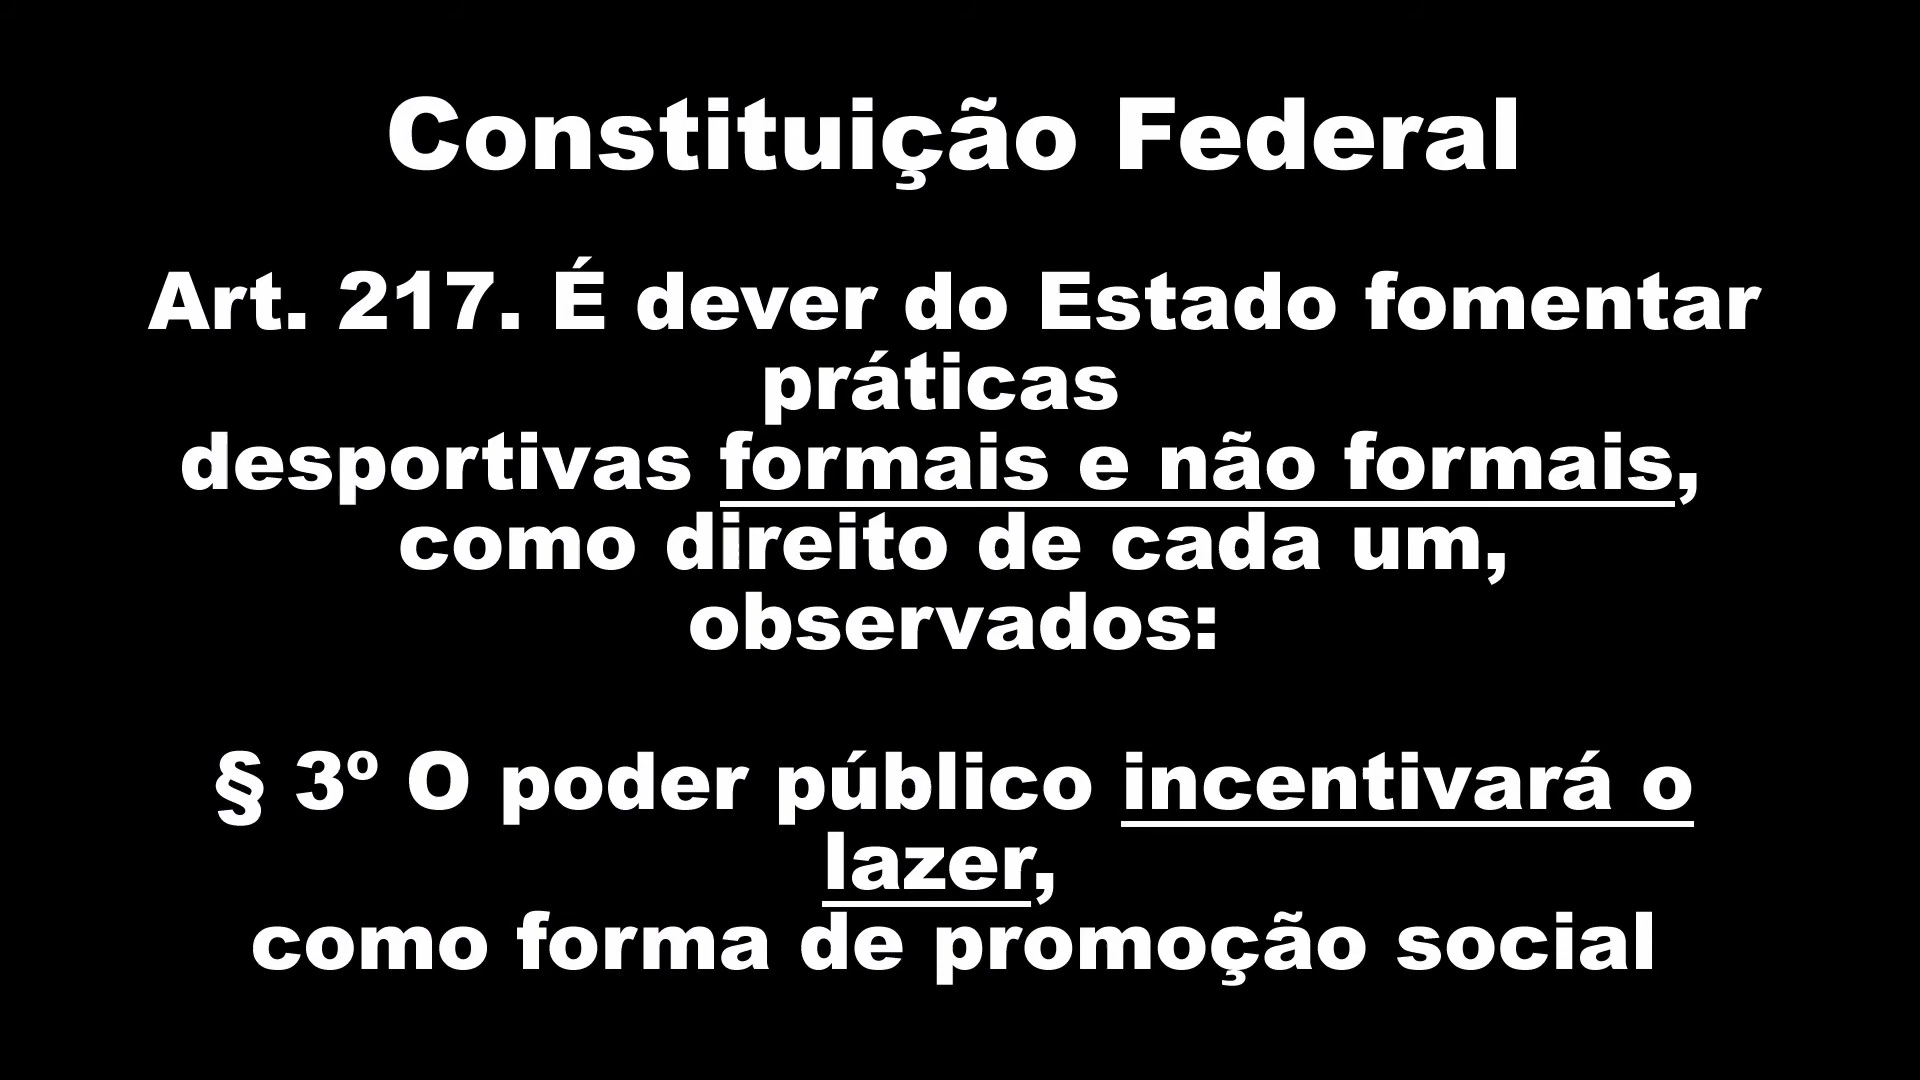 Constituição Federal
Art. 217. É dever do Estado fomentar
práticas
desportivas formais e não formais,
como direito de cada um,
observados:
§ 3º O poder público incentivará o
lazer,
como forma de promoção social